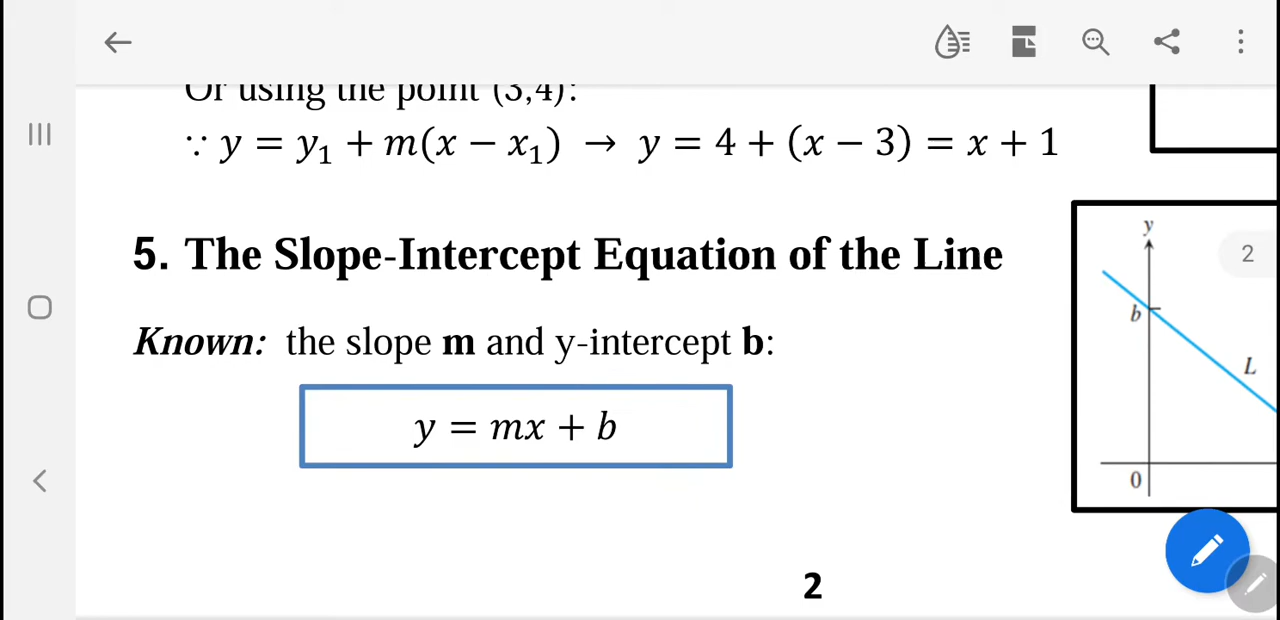 Or using the point (3,4):
∵ y = y₁ + m(x − x₁) → y = 4 + (x − 3) = x + 1
5. The Slope-Intercept Equation of the Line
Known: the slope m and y-intercept b:
y = mx + b
y
b
L
0
2
2